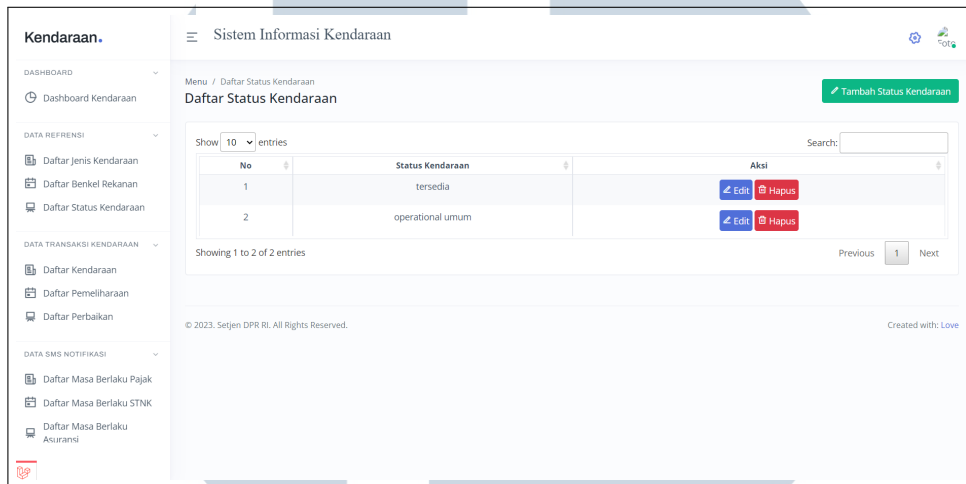 Kendaraan.
Sistem Informasi Kendaraan
Foto
DASHBOARD
Dashboard Kendaraan
DATA REFRENSI
Daftar Jenis Kendaraan
Daftar Benkel Rekanan
Daftar Status Kendaraan
DATA TRANSAKSI KENDARAAN
Daftar Kendaraan
Daftar Pemeliharaan
Daftar Perbaikan
DATA SMS NOTIFIKASI
Daftar Masa Berlaku Pajak
Daftar Masa Berlaku STNK
Daftar Masa Berlaku
Asuransi
Menu / Daftar Status Kendaraan
Daftar Status Kendaraan
Tambah Status Kendaraan
Show 10 entries
Search:
No Status Kendaraan Aksi
1 tersedia Edit Hapus
2 operational umum Edit Hapus
Showing 1 to 2 of 2 entries
Previous 1 Next
© 2023. Setjen DPR RI. All Rights Reserved.
Created with: Love